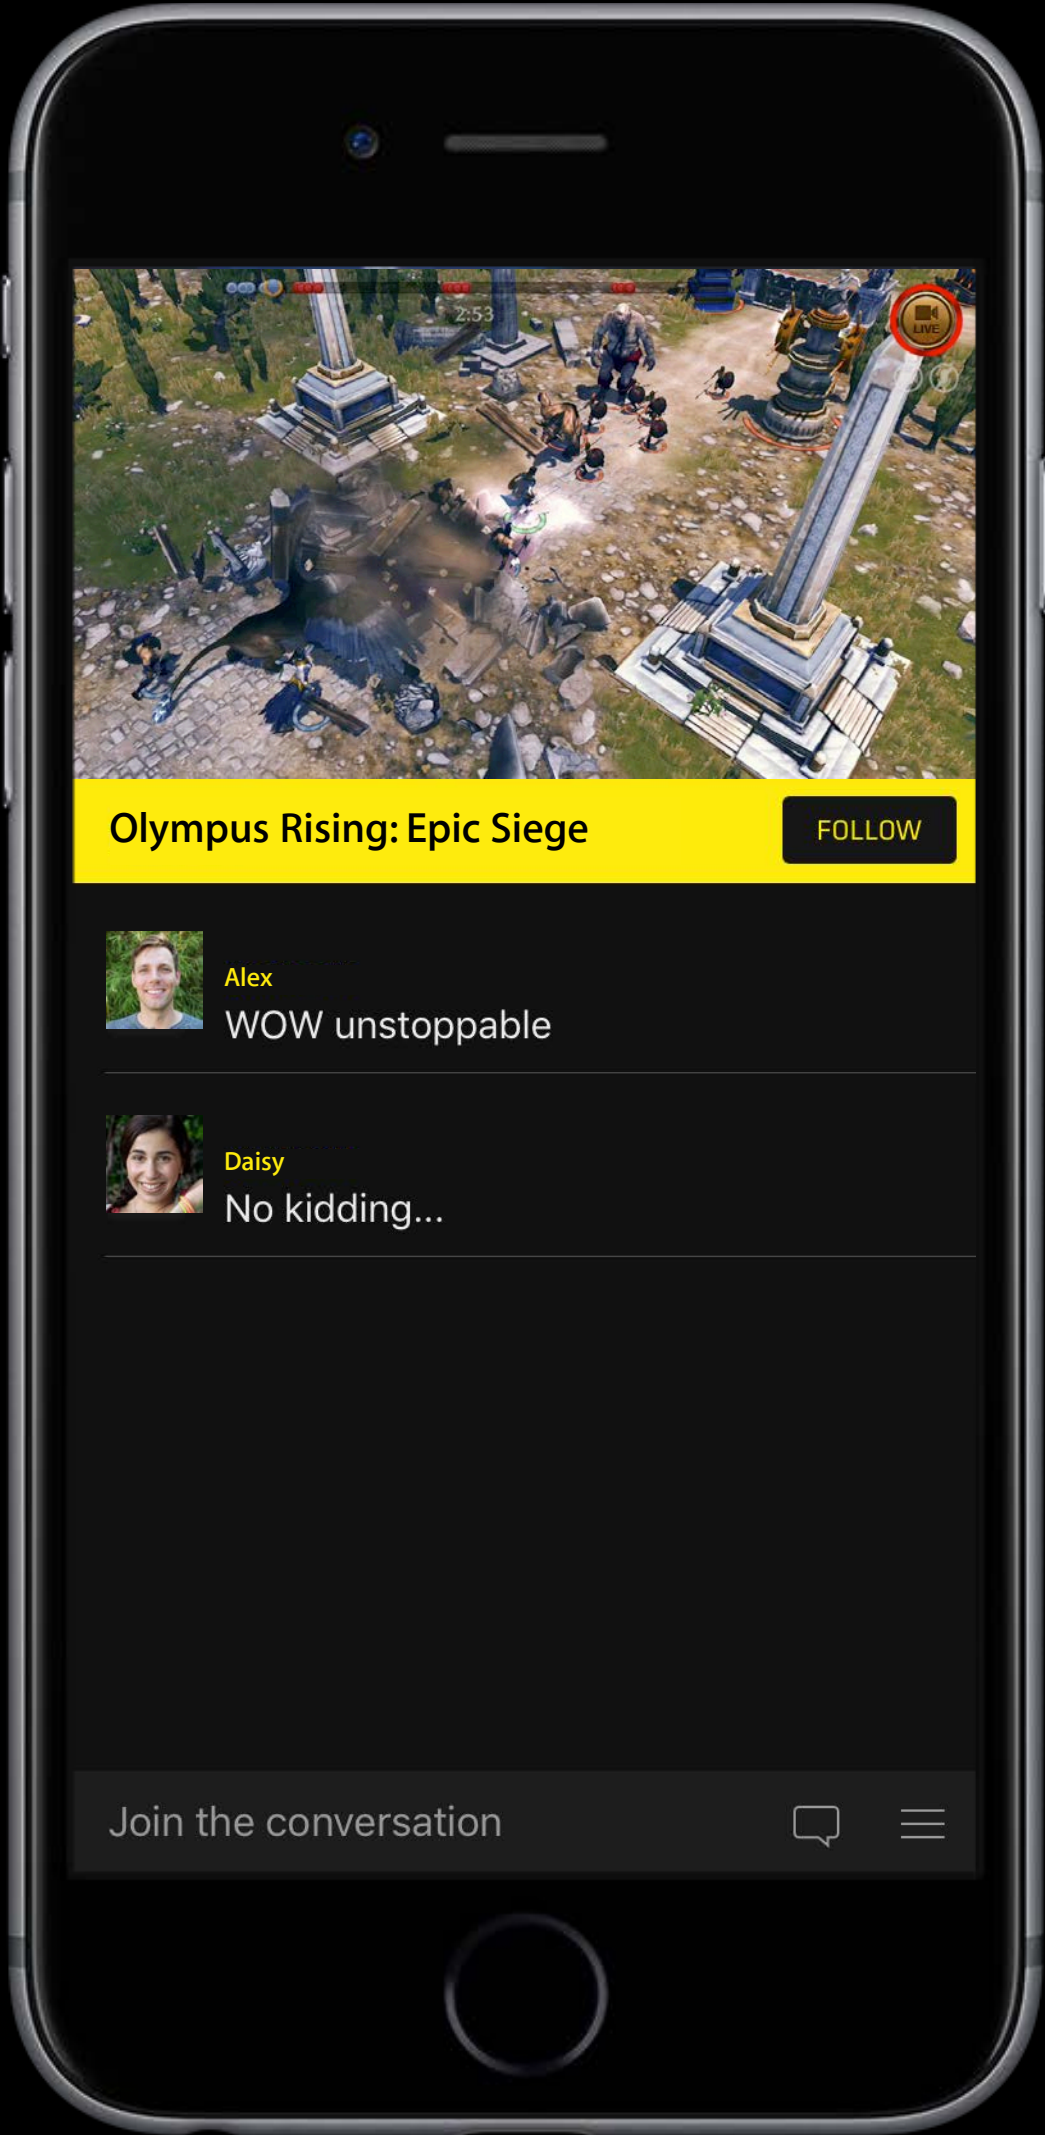 2:53
LIVE
Olympus Rising: Epic Siege
FOLLOW
Alex
WOW unstoppable
Daisy
No kidding...
Join the conversation